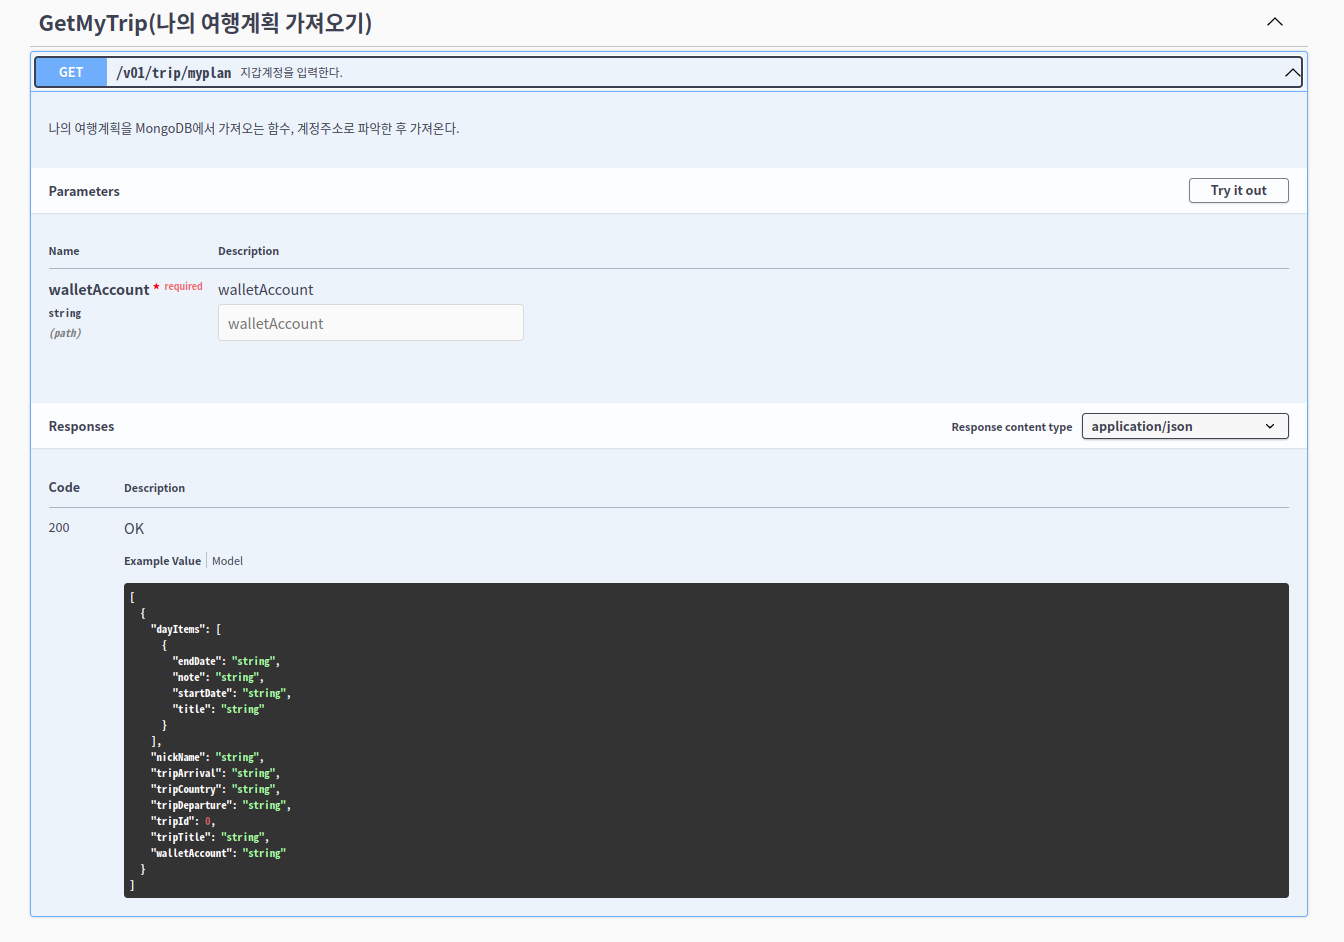 GetMyTrip(나의 여행계획 가져오기)
GET /v01/trip/myplan 지갑계정을 입력한다.
나의 여행계획을 MongoDB에서 가져오는 함수, 계정주소로 파악한 후 가져온다.
Parameters Try it out
Name Description
walletAccount * required walletAccount
string walletAccount
(path)
Responses Response content type application/json
Code Description
200 OK
Example Value Model
[
{
"dayItems": [
{
"endDate": "string",
"note": "string",
"startDate": "string",
"title": "string"
}
],
"nickName": "string",
"tripArrival": "string",
"tripCountry": "string",
"tripDeparture": "string",
"tripId": 0,
"tripTitle": "string",
"walletAccount": "string"
}
]